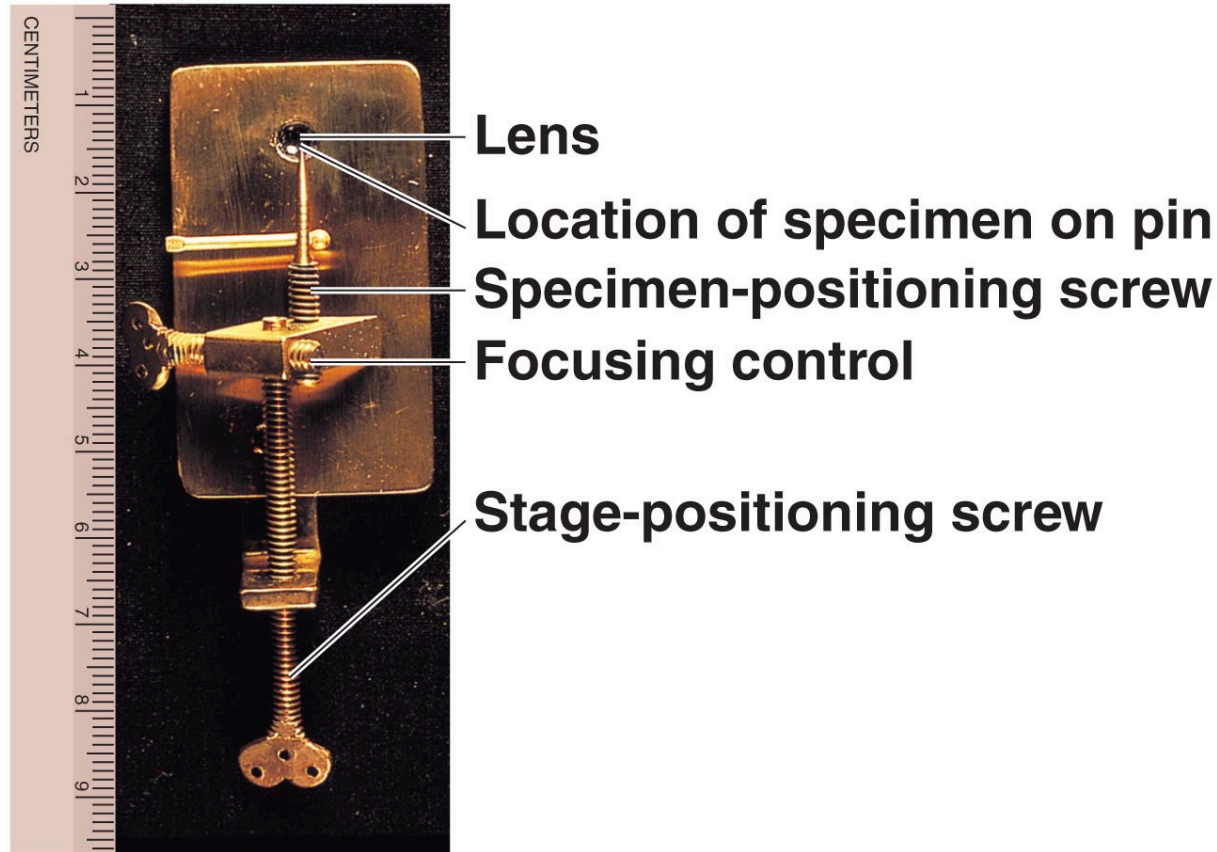 CENTIMETERS
1
2
3
4
5
6
7
8
9
Lens
Location of specimen on pin
Specimen-positioning screw
Focusing control
Stage-positioning screw